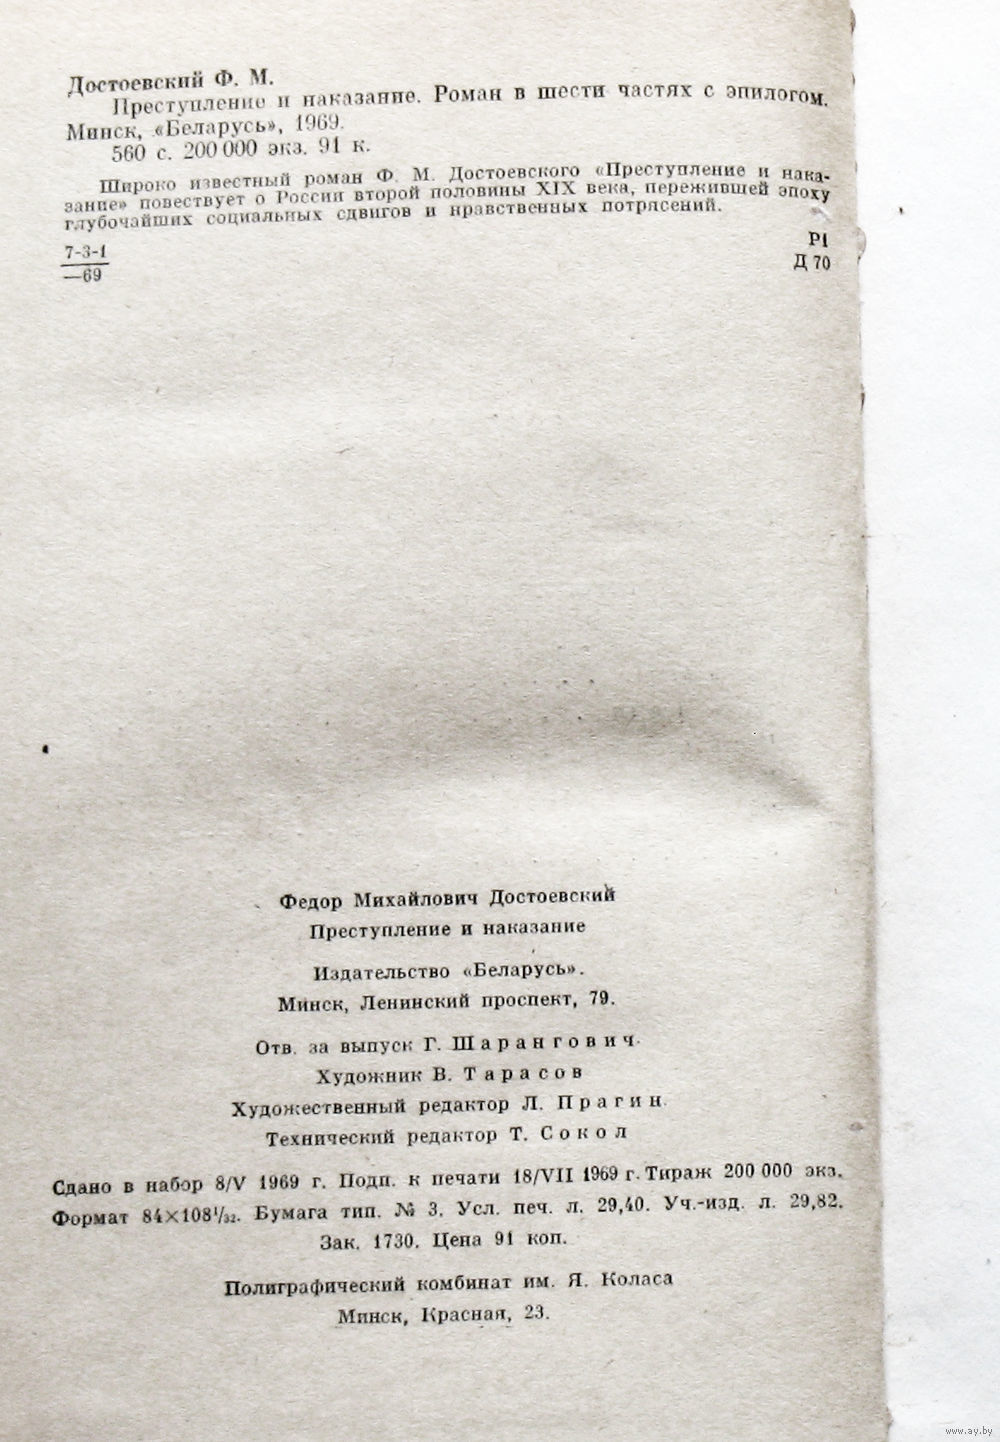 Достоевский Ф. М.
Преступление и наказание. Роман в шести частях с эпилогом.
Минск, «Беларусь», 1969.
560 с. 200 000 экз. 91 к.
Широко известный роман Ф. М. Достоевского «Преступление и нака-
зание» повествует о России второй половины XIX века, пережившей эпоху
глубочайших социальных сдвигов и нравственных потрясений.
7-3-1
—69
Р1
Д 70
Федор Михайлович Достоевский
Преступление и наказание
Издательство «Беларусь».
Минск, Ленинский проспект, 79.
Отв. за выпуск Г. Шарангович.
Художник В. Тарасов
Художественный редактор Л. Прагин.
Технический редактор Т. Сокол
Сдано в набор 8/V 1969 г. Подп. к печати 18/VII 1969 г. Тираж 200 000 экз.
Формат 84×108¹/₃₂. Бумага тип. № 3. Усл. печ. л. 29,40. Уч.-изд. л. 29,82.
Зак. 1730. Цена 91 коп.
Полиграфический комбинат им. Я. Коласа
Минск, Красная, 23.
www.ay.by